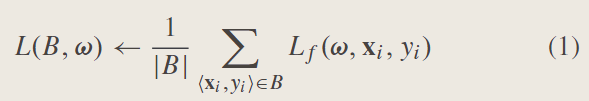 L(B, ω) ← 1/|B| ∑⟨xᵢ,yᵢ⟩∈B L_f(ω, xᵢ, yᵢ) (1)